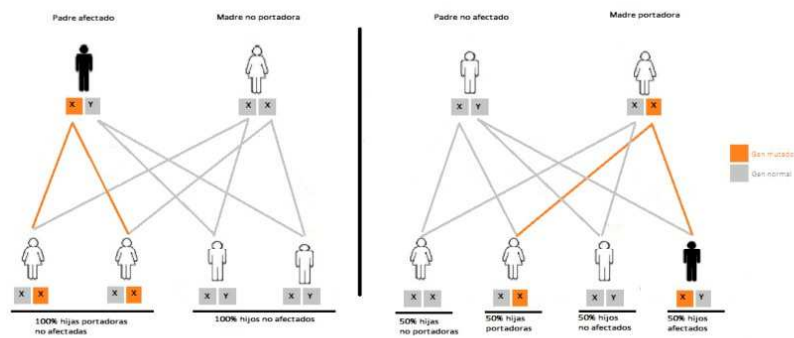 Padre afectado
Madre no portadora
X Y
X X
X X
X X
X Y
X Y
100% hijas portadoras
no afectadas
100% hijos no afectados
Padre no afectado
Madre portadora
X Y
X X
Gen mutado
Gen normal
X X
X X
X Y
X Y
50% hijas
no portadoras
50% hijas
portadoras
50% hijos
no afectados
50% hijos
afectados